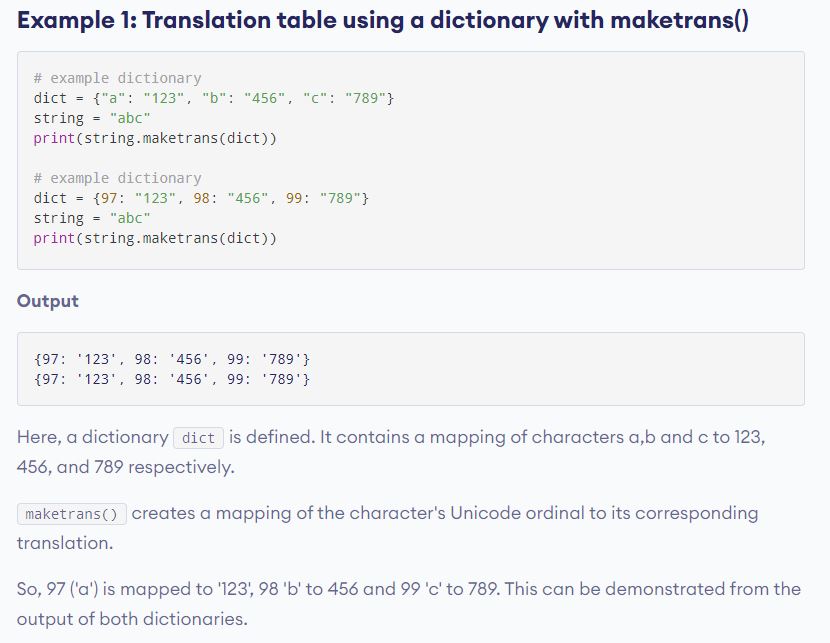 Example 1: Translation table using a dictionary with maketrans()
# example dictionary
dict = {"a": "123", "b": "456", "c": "789"}
string = "abc"
print(string.maketrans(dict))
# example dictionary
dict = {97: "123", 98: "456", 99: "789"}
string = "abc"
print(string.maketrans(dict))
Output
{97: '123', 98: '456', 99: '789'}
{97: '123', 98: '456', 99: '789'}
Here, a dictionary dict is defined. It contains a mapping of characters a,b and c to 123,
456, and 789 respectively.
maketrans() creates a mapping of the character's Unicode ordinal to its corresponding
translation.
So, 97 ('a') is mapped to '123', 98 'b' to 456 and 99 'c' to 789. This can be demonstrated from the
output of both dictionaries.